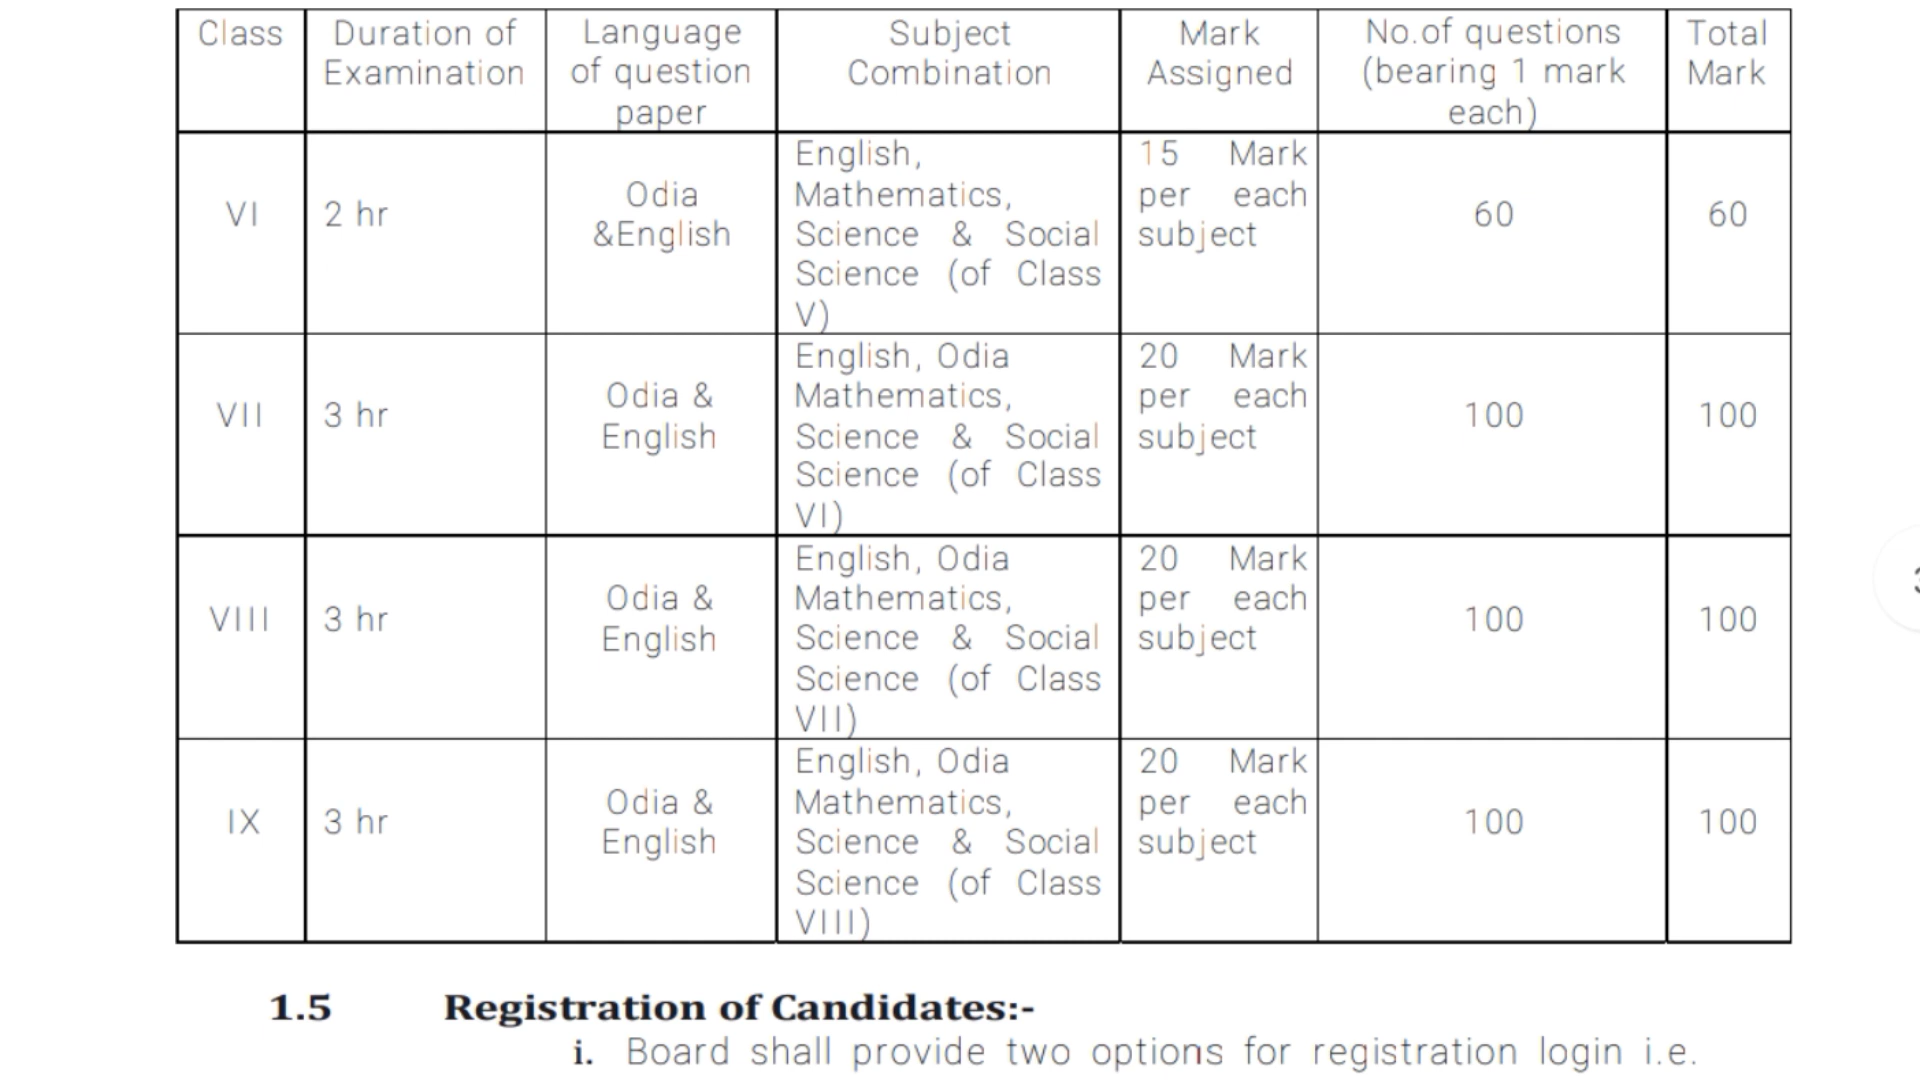 Class
Duration of
Examination
Language
of question
paper
Subject
Combination
Mark
Assigned
No.of questions
(bearing 1 mark
each)
Total
Mark
VI
2 hr
Odia
&English
English,
Mathematics,
Science & Social
Science (of Class
V)
15 Mark
per each
subject
60
60
VII
3 hr
Odia &
English
English, Odia
Mathematics,
Science & Social
Science (of Class
VI)
20 Mark
per each
subject
100
100
VIII
3 hr
Odia &
English
English, Odia
Mathematics,
Science & Social
Science (of Class
VII)
20 Mark
per each
subject
100
100
IX
3 hr
Odia &
English
English, Odia
Mathematics,
Science & Social
Science (of Class
VIII)
20 Mark
per each
subject
100
100
1.5 Registration of Candidates:-
i. Board shall provide two options for registration login i.e.